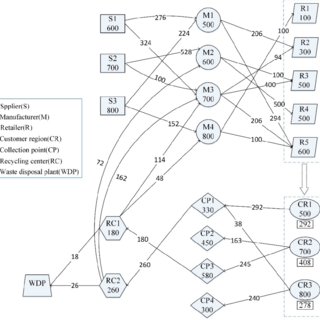 S1
600
S2
700
S3
800
M1
500
M2
600
M3
700
M4
800
R1
100
R2
300
R3
500
R4
500
R5
600
276
324
224
528
100
152
206
100
94
100
400
500
206
294
100
Spplier(S)
Manufacturer(M)
Retailer(R)
Customer region(CR)
Collection point(CP)
Recycling center(RC)
Waste disposal plant(WDP)
72
162
114
48
RC1
180
RC2
260
WDP
18
26
180
260
CP1
330
CP2
450
CP3
580
CP4
300
292
38
163
245
240
CR1
500
292
CR2
700
408
CR3
800
278